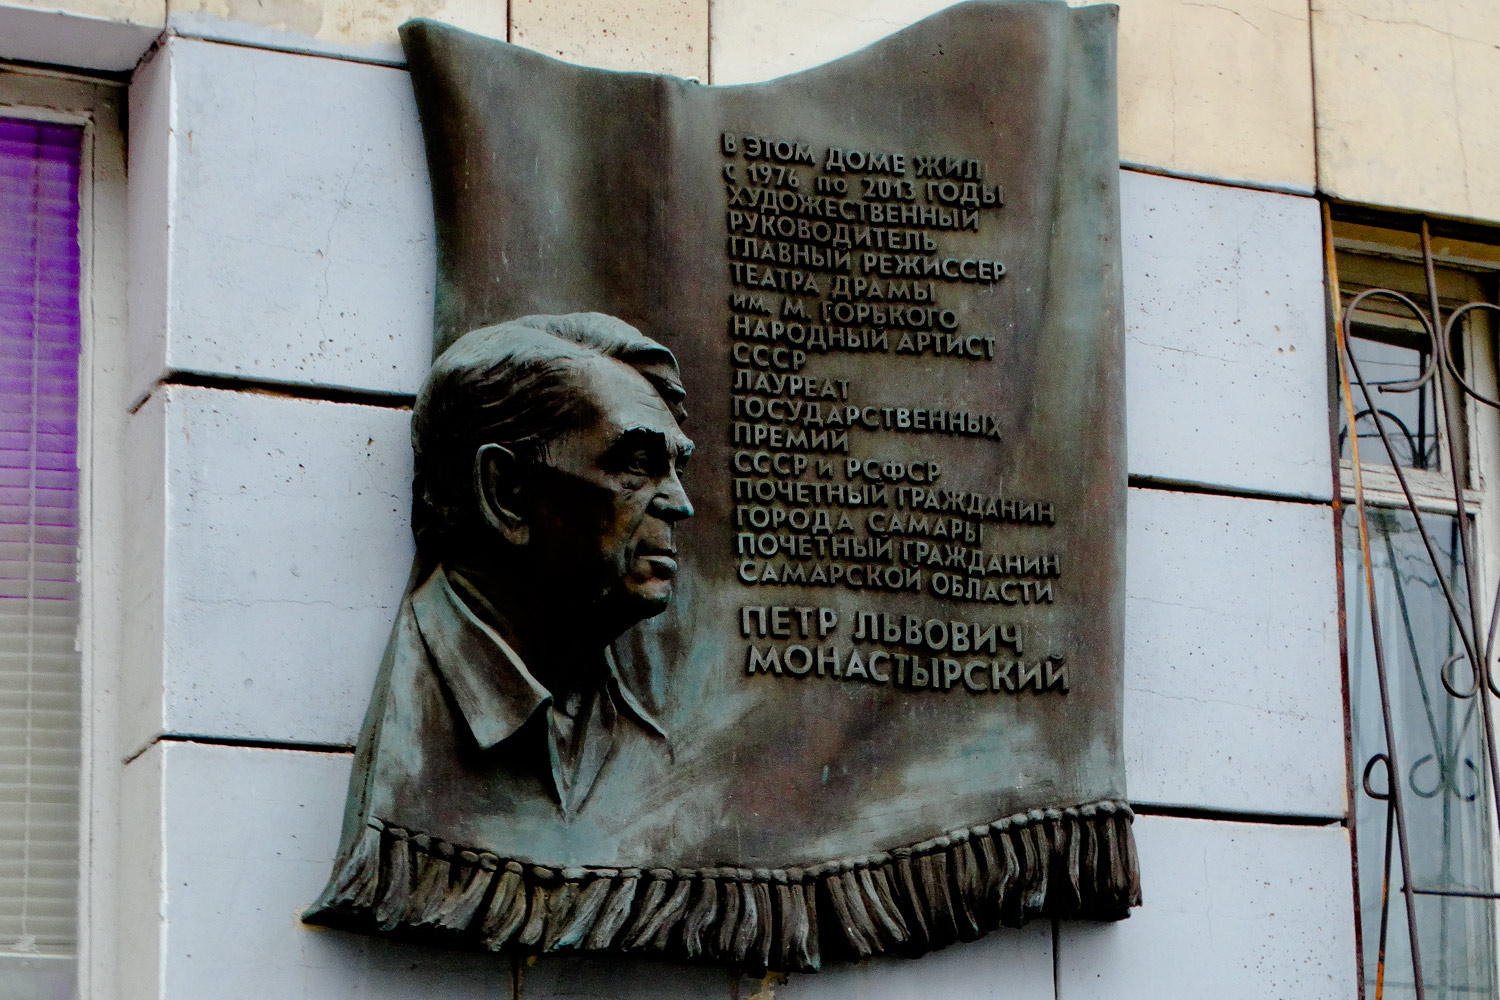 В ЭТОМ ДОМЕ ЖИЛ
С 1976 ПО 2013 ГОДЫ
ХУДОЖЕСТВЕННЫЙ
РУКОВОДИТЕЛЬ
ГЛАВНЫЙ РЕЖИССЕР
ТЕАТРА ДРАМЫ
ИМ. М. ГОРЬКОГО
НАРОДНЫЙ АРТИСТ
СССР
ЛАУРЕАТ
ГОСУДАРСТВЕННЫХ
ПРЕМИЙ
СССР И РСФСР
ПОЧЕТНЫЙ ГРАЖДАНИН
ГОРОДА САМАРЫ
ПОЧЕТНЫЙ ГРАЖДАНИН
САМАРСКОЙ ОБЛАСТИ
ПЕТР ЛЬВОВИЧ
МОНАСТЫРСКИЙ